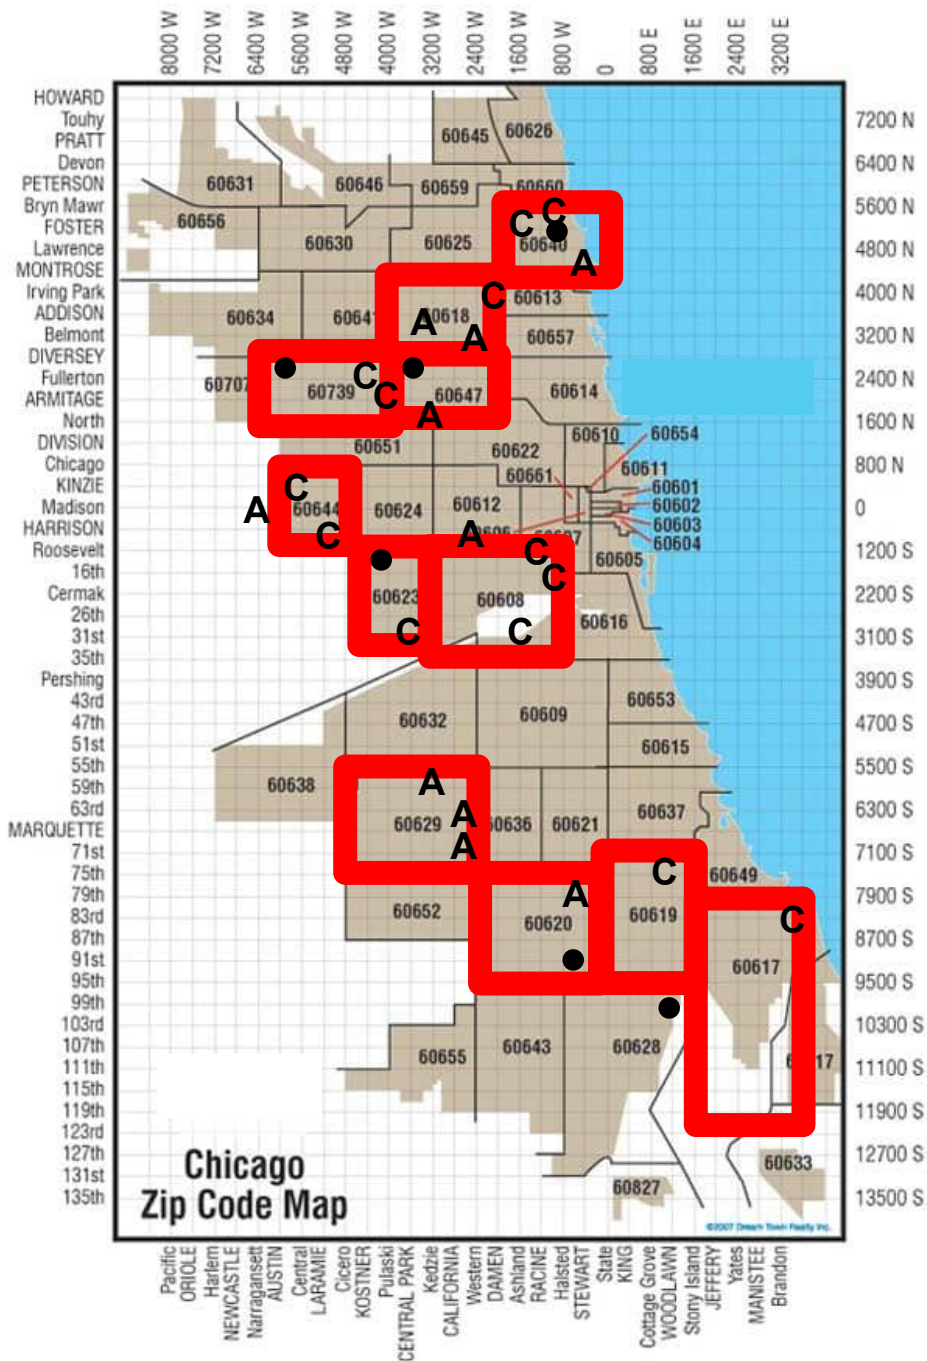 8000 W
7200 W
6400 W
5600 W
4800 W
4000 W
3200 W
2400 W
1600 W
800 W
0
800 E
1600 E
2400 E
3200 E
HOWARD
Touhy
7200 N
PRATT
Devon
6400 N
PETERSON
Bryn Mawr
5600 N
FOSTER
Lawrence
4800 N
MONTROSE
Irving Park
4000 N
ADDISON
Belmont
3200 N
DIVERSEY
Fullerton
2400 N
ARMITAGE
North
1600 N
DIVISION
Chicago
800 N
KINZIE
Madison
0
HARRISON
Roosevelt
1200 S
16th
Cermak
2200 S
26th
31st
3100 S
35th
Pershing
3900 S
43rd
47th
4700 S
51st
55th
5500 S
59th
63rd
6300 S
MARQUETTE
71st
7100 S
75th
79th
7900 S
83rd
87th
8700 S
91st
95th
9500 S
99th
103rd
10300 S
107th
111th
11100 S
115th
119th
11900 S
123rd
127th
12700 S
131st
135th
13500 S
60645
60626
60631
60646
60659
60660
60656
60630
60625
C
C
60640
A
60634
60641
60618
C
60613
A
A
60657
60707
60739
C
C
60647
A
60614
60651
60622
60610
60654
60611
60661
60601
60602
60603
60604
C
A
60644
C
60624
60612
A
C
C
60605
60623
C
60608
C
60616
60632
60609
60653
60615
60638
A
60629
A
A
60636
60621
60637
60649
60652
A
60620
C
60619
C
60617
60655
60643
60628
60633
60827
Chicago
Zip Code Map
©2007 Dream Town Realty Inc.
Pacific
ORIOLE
Harlem
NEWCASTLE
Narragansett
AUSTIN
Central
LARAMIE
Cicero
KOSTNER
Pulaski
CENTRAL PARK
Kedzie
CALIFORNIA
Western
DAMEN
Ashland
RACINE
Halsted
STEWART
State
KING
Cottage Grove
WOODLAWN
Stony Island
JEFFERY
Yates
MANISTEE
Brandon